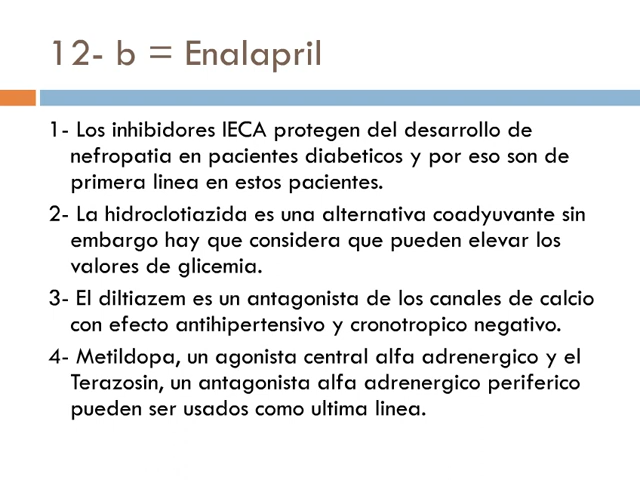 12- b = Enalapril
1- Los inhibidores IECA protegen del desarrollo de
nefropatia en pacientes diabeticos y por eso son de
primera linea en estos pacientes.
2- La hidroclotiazida es una alternativa coadyuvante sin
embargo hay que considera que pueden elevar los
valores de glicemia.
3- El diltiazem es un antagonista de los canales de calcio
con efecto antihipertensivo y cronotropico negativo.
4- Metildopa, un agonista central alfa adrenergico y el
Terazosin, un antagonista alfa adrenergico periferico
pueden ser usados como ultima linea.